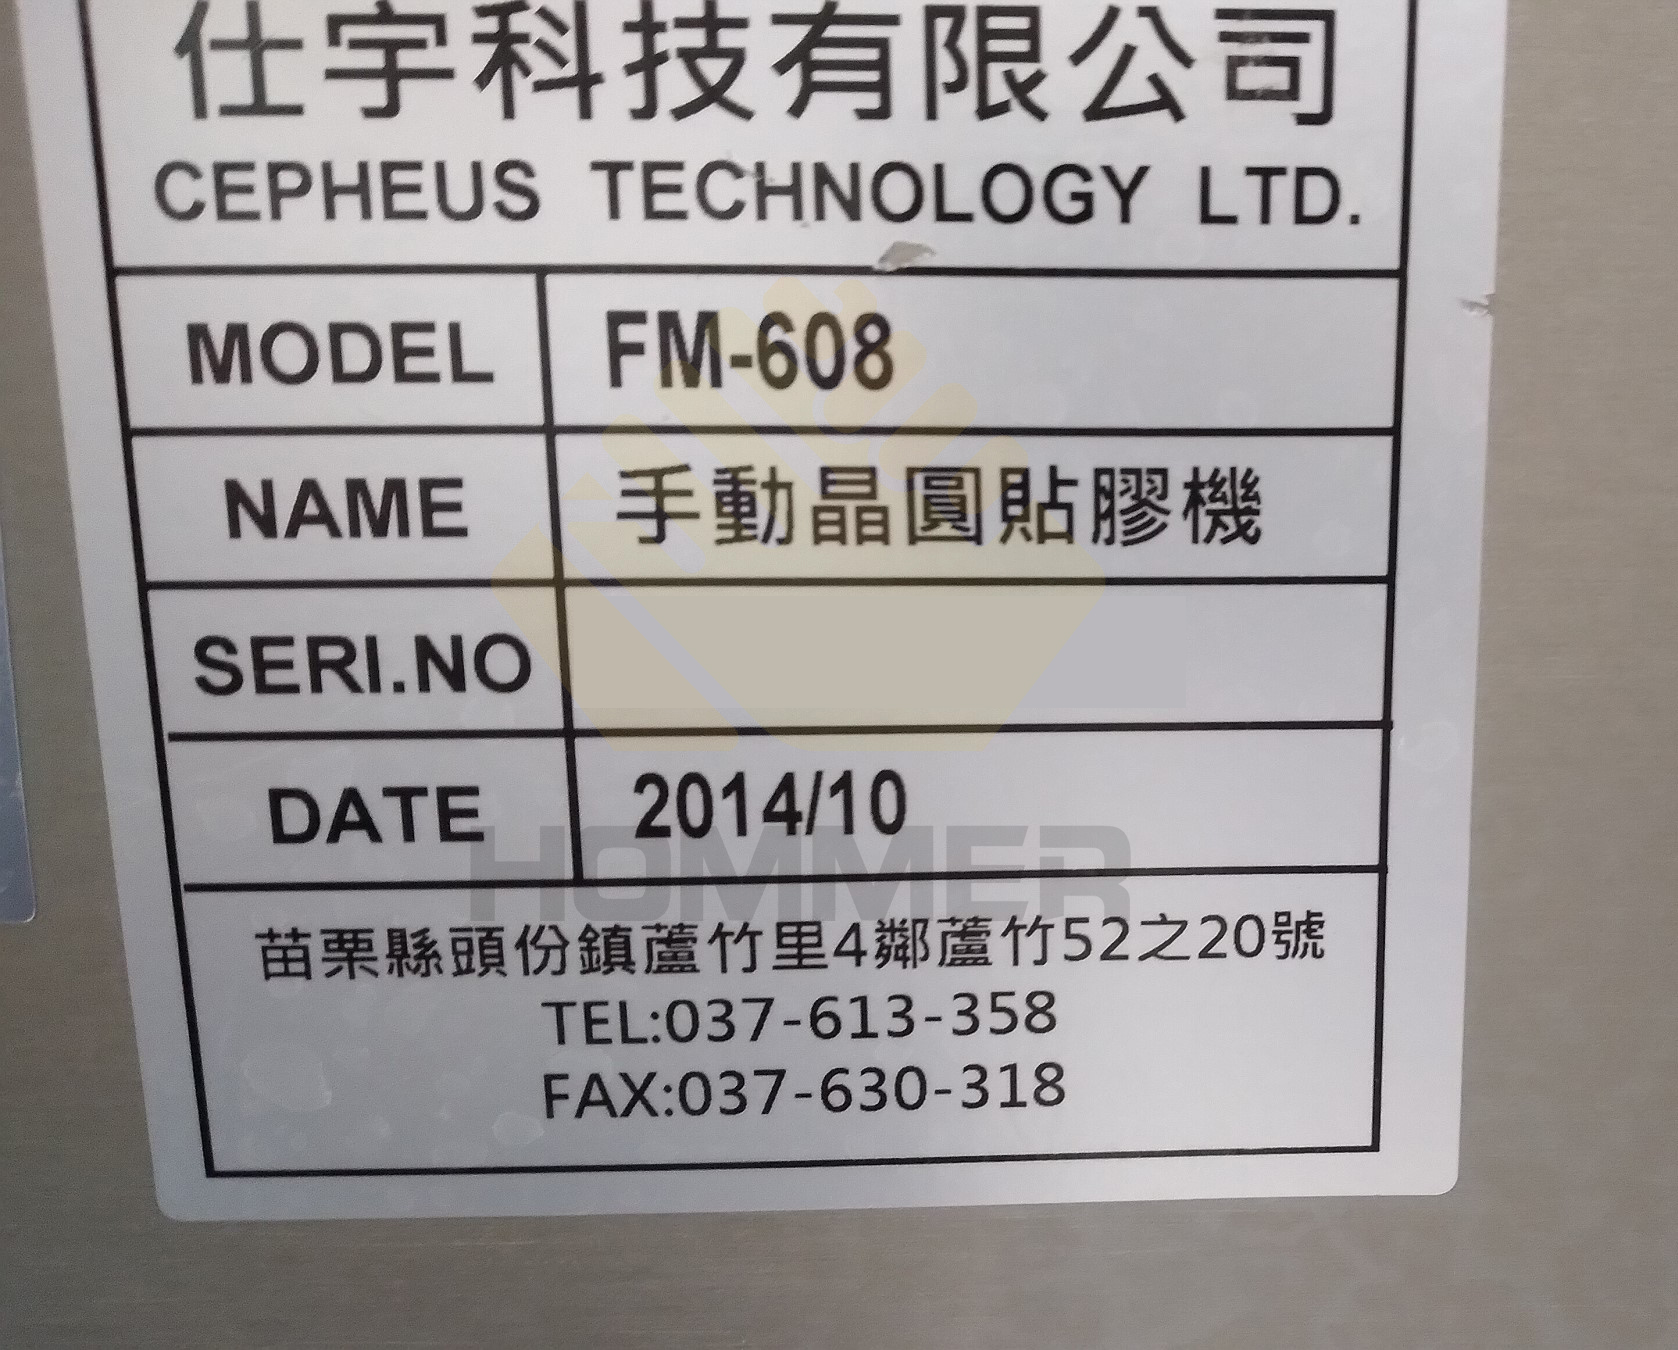 仕宇科技有限公司
CEPHEUS TECHNOLOGY LTD.
MODEL FM-608
NAME 手動晶圓貼膠機
SERI.NO
DATE 2014/10
HOMMER
苗栗縣頭份鎮蘆竹里4鄰蘆竹52之20號
TEL:037-613-358
FAX:037-630-318